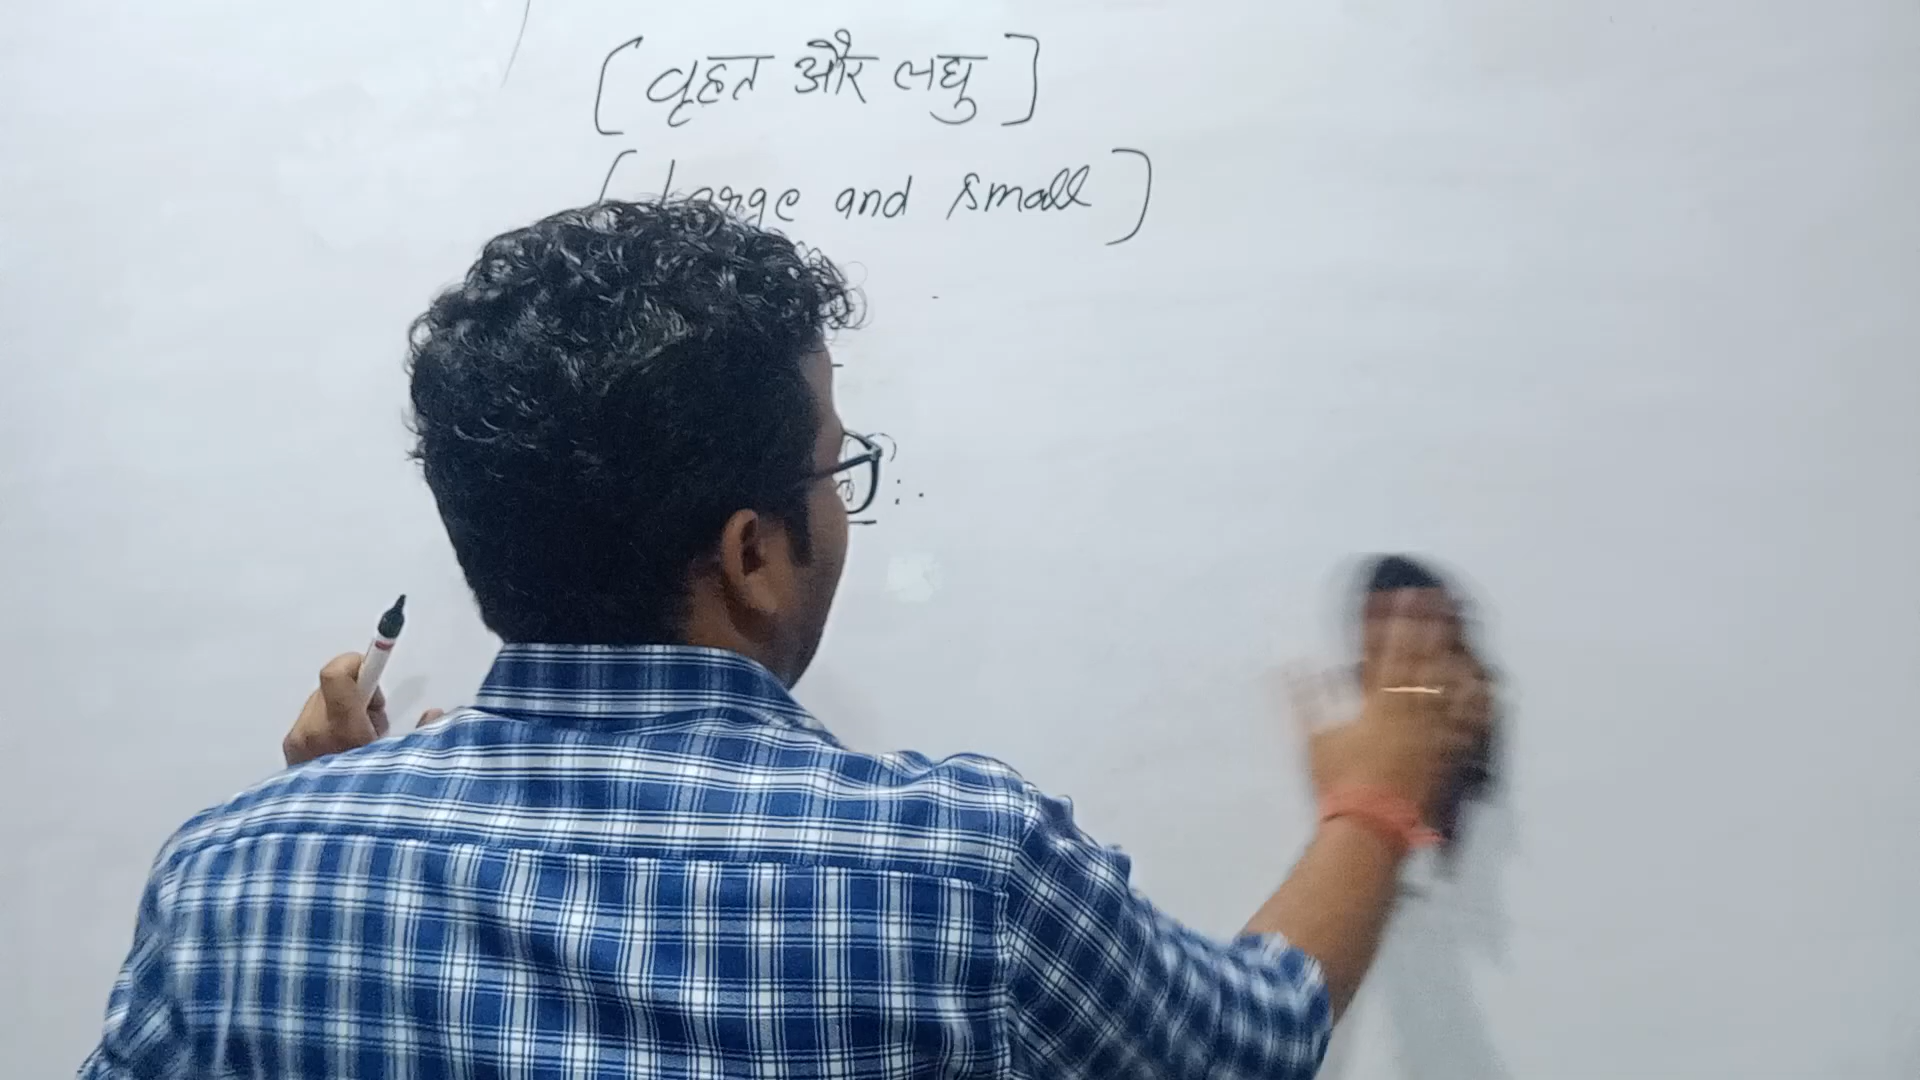 [ वृहत और लघु ]
[ Large and small ]